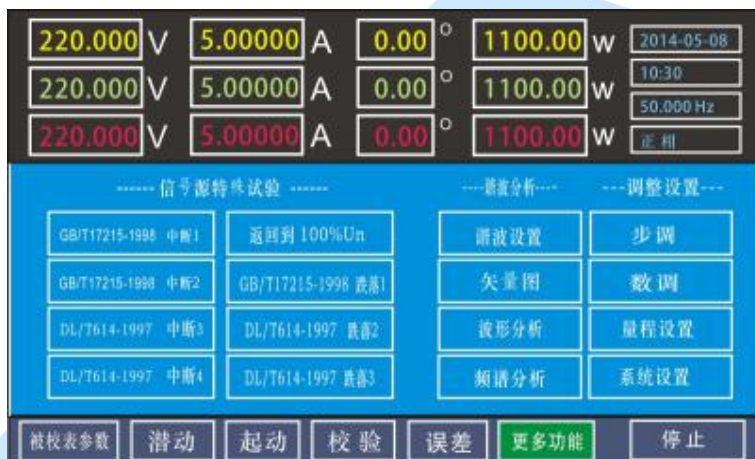 220.000 V 5.00000 A 0.00 ° 1100.00 W 2014-05-08
220.000 V 5.00000 A 0.00 ° 1100.00 W 10:30
50.000 Hz
220.000 V 5.00000 A 0.00 ° 1100.00 W 正相
------ 信号源特殊试验 ------ ----谐波分析---- ---调整设置---
GB/T17215-1998 中断1 返回到 100%Un 谐波设置 步调
GB/T17215-1998 中断2 GB/T17215-1998 跌落1 矢量图 数调
DL/T614-1997 中断3 DL/T614-1997 跌落2 波形分析 量程设置
DL/T614-1997 中断4 DL/T614-1997 跌落3 频谱分析 系统设置
被校表参数 潜动 起动 校验 误差 更多功能 停止